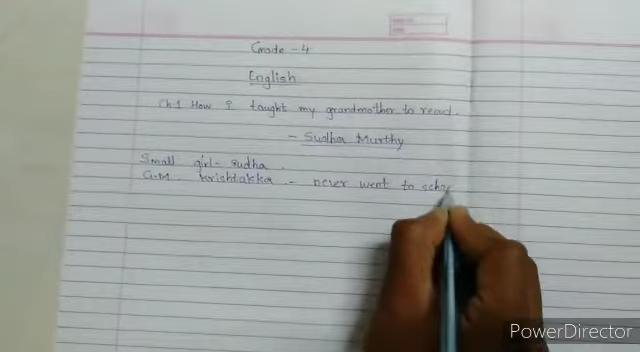 Grade - 4
English
Ch.1 How I taught my grandmother to read.
- Sudha Murthy
Small girl - Sudha.
G.M. Krishtakka - never went to scho
PowerDirector